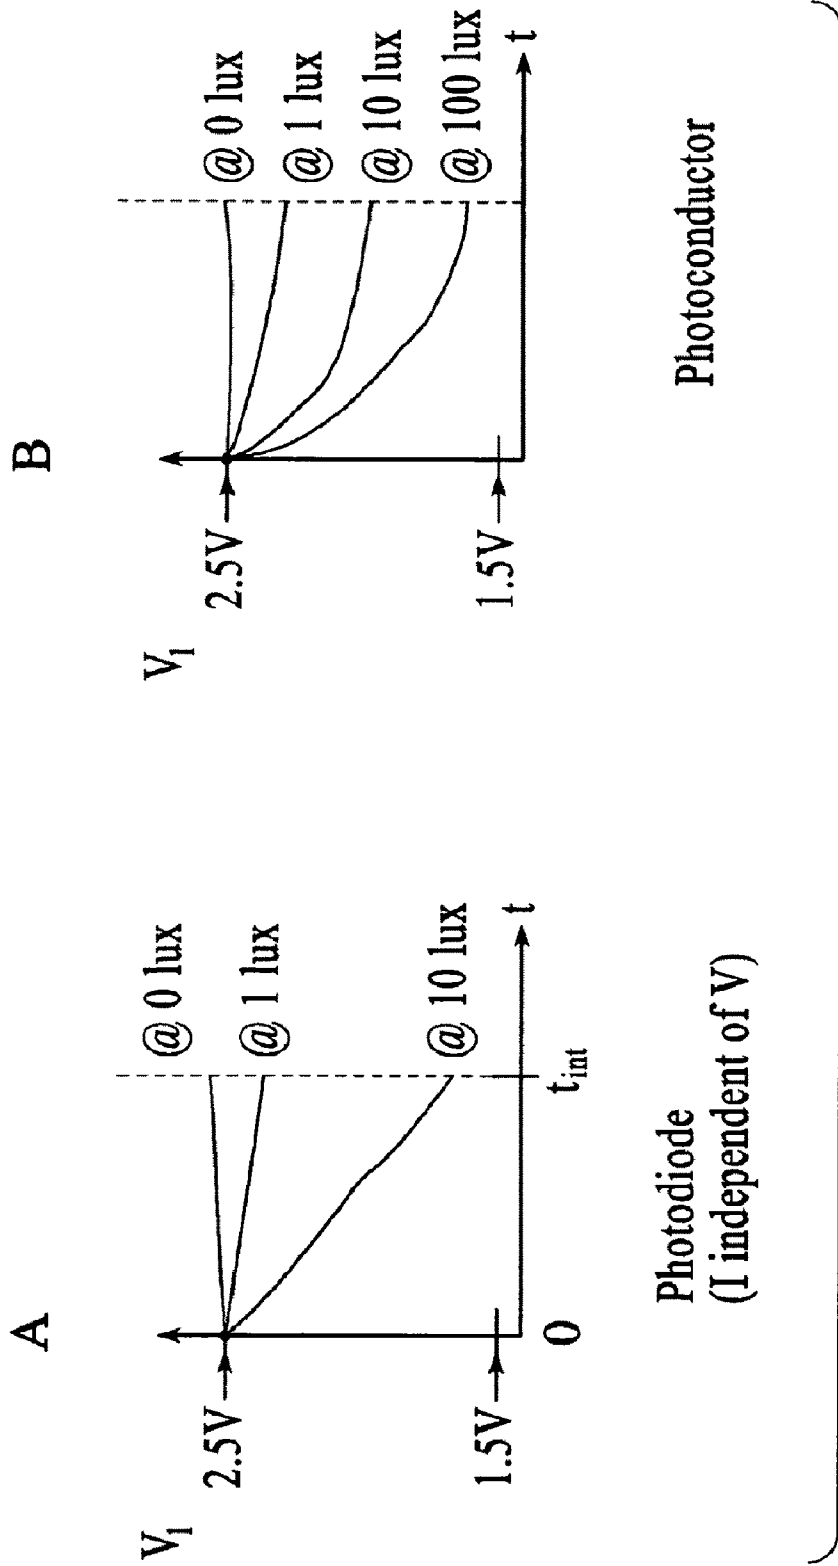 A
V1
2.5V
1.5V
@ 0 lux
@ 1 lux
@ 10 lux
0
tint
t
Photodiode
(I independent of V)
B
V1
2.5V
1.5V
@ 0 lux
@ 1 lux
@ 10 lux
@ 100 lux
t
Photoconductor